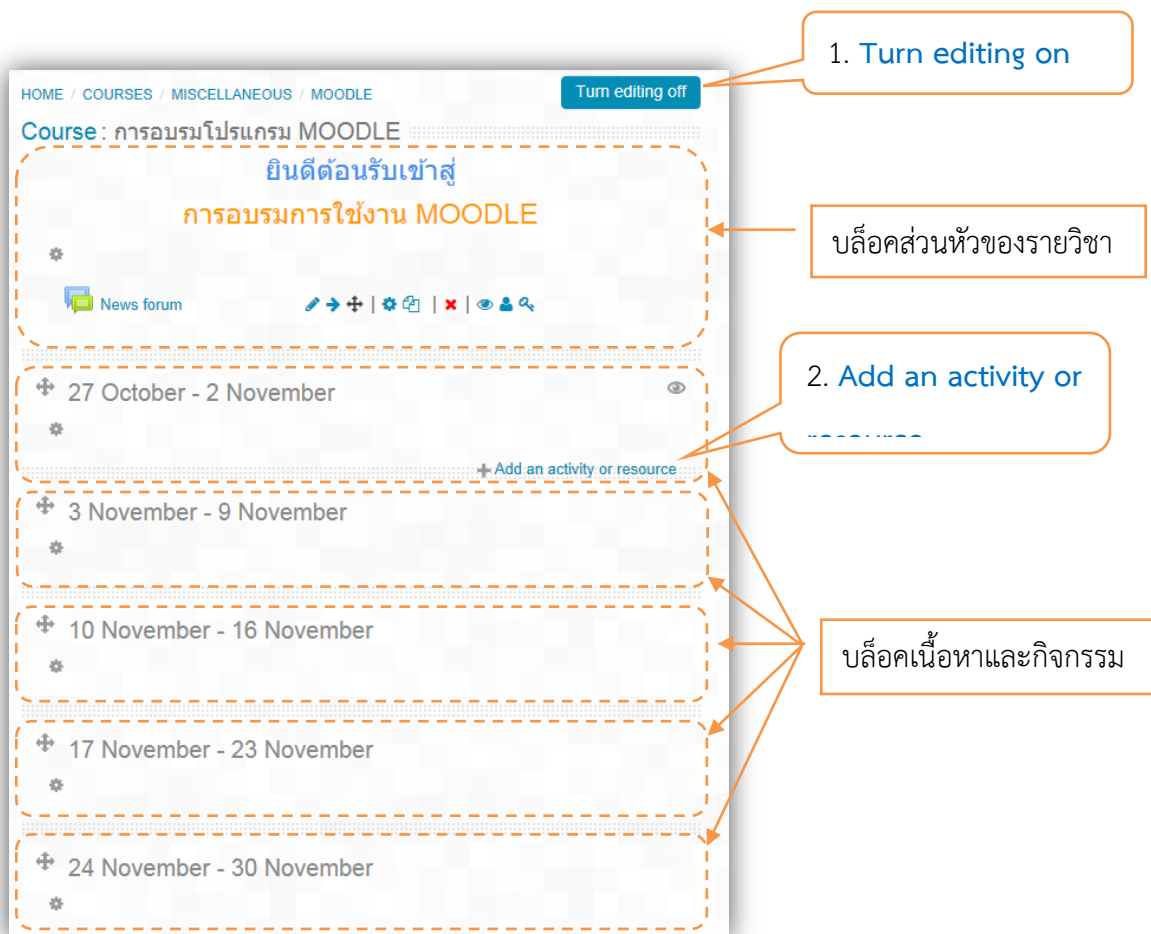 1. Turn editing on
HOME / COURSES / MISCELLANEOUS / MOODLE
Turn editing off
Course : การอบรมโปรแกรม MOODLE
ยินดีต้อนรับเข้าสู่
การอบรมการใช้งาน MOODLE
บล็อคส่วนหัวของรายวิชา
News forum
27 October - 2 November
2. Add an activity or
Add an activity or resource
3 November - 9 November
10 November - 16 November
บล็อคเนื้อหาและกิจกรรม
17 November - 23 November
24 November - 30 November